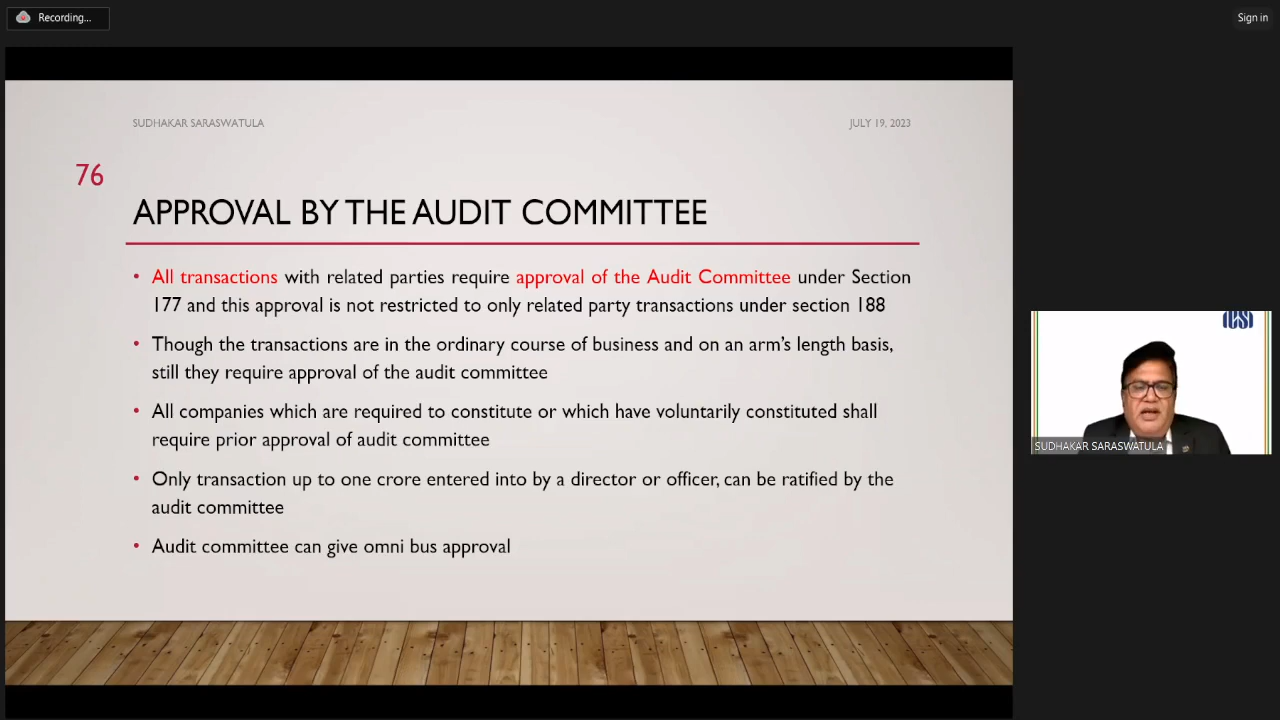 Recording...
Sign in
SUDHAKAR SARASWATULA
JULY 19, 2023
76
APPROVAL BY THE AUDIT COMMITTEE
• All transactions with related parties require approval of the Audit Committee under Section
177 and this approval is not restricted to only related party transactions under section 188
• Though the transactions are in the ordinary course of business and on an arm's length basis,
still they require approval of the audit committee
• All companies which are required to constitute or which have voluntarily constituted shall
require prior approval of audit committee
• Only transaction up to one crore entered into by a director or officer, can be ratified by the
audit committee
• Audit committee can give omni bus approval
ICSI
SUDHAKAR SARASWATULA